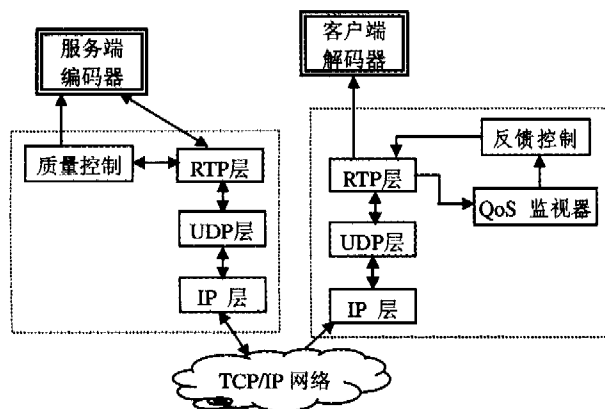 服务端
编码器
客户端
解码器
质量控制
RTP层
UDP层
IP 层
反馈控制
RTP层
QoS 监视器
UDP层
IP 层
TCP/IP 网络